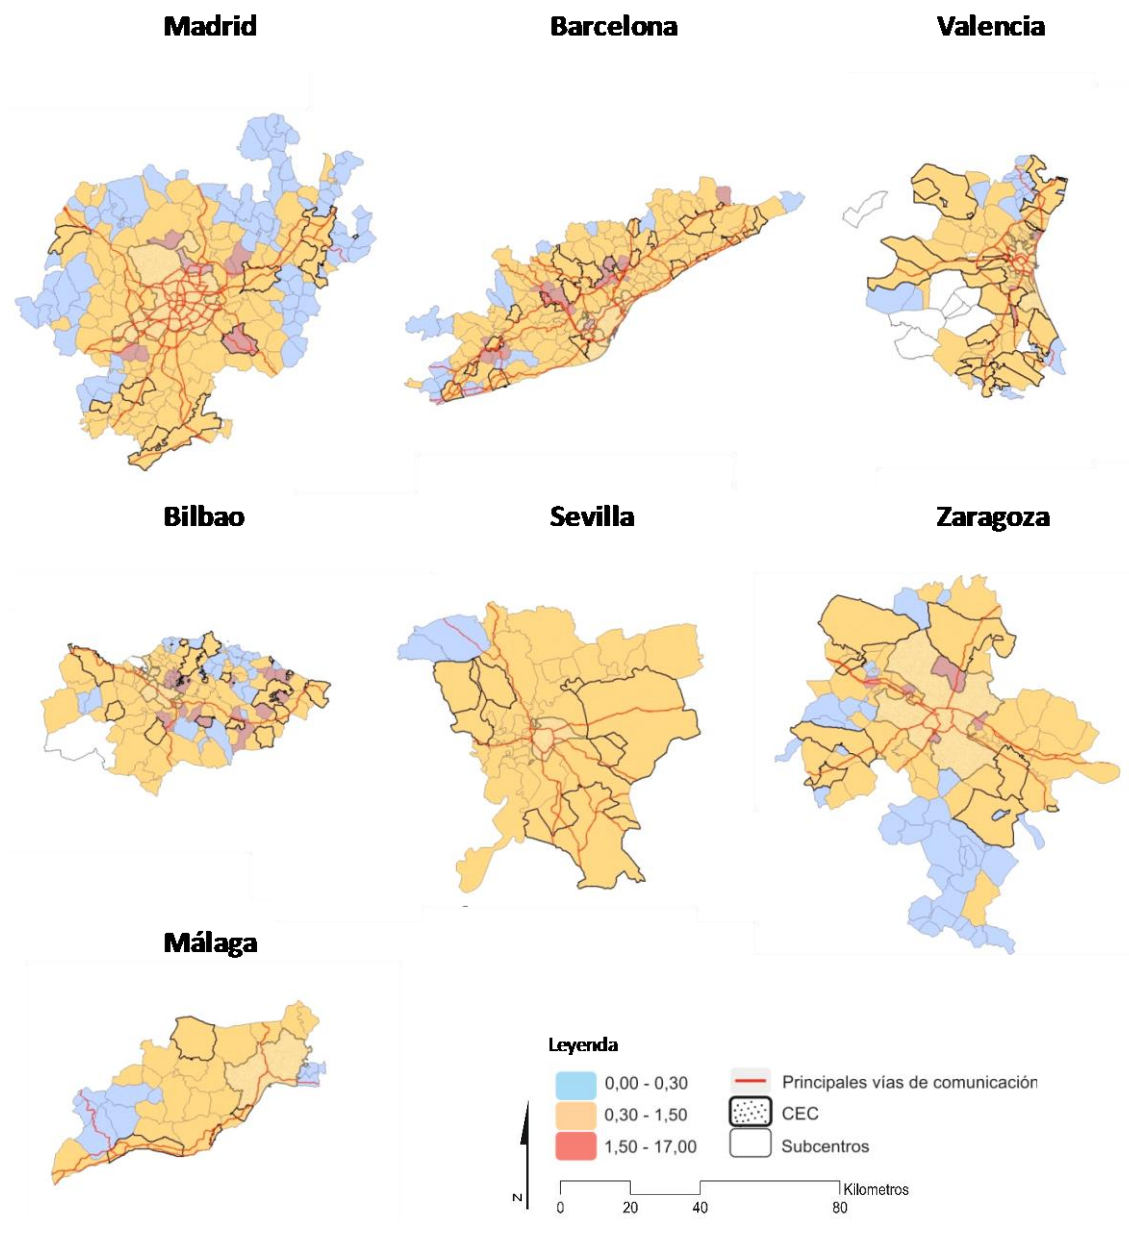 Madrid
Barcelona
Valencia
Bilbao
Sevilla
Zaragoza
Málaga
Leyenda
0,00 - 0,30
0,30 - 1,50
1,50 - 17,00
Principales vías de comunicación
CEC
Subcentros
N
Kilometros
0 20 40 80